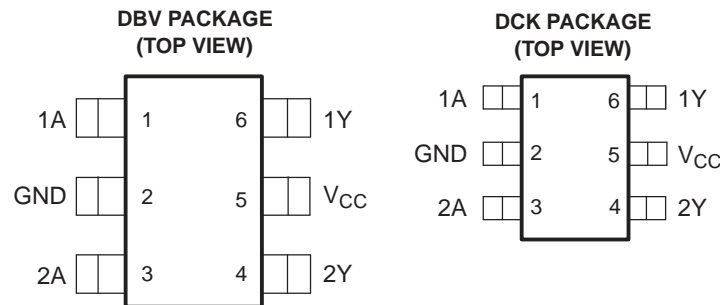 DBV PACKAGE
(TOP VIEW)
1A 1 6 1Y
GND 2 5 VCC
2A 3 4 2Y
DCK PACKAGE
(TOP VIEW)
1A 1 6 1Y
GND 2 5 VCC
2A 3 4 2Y